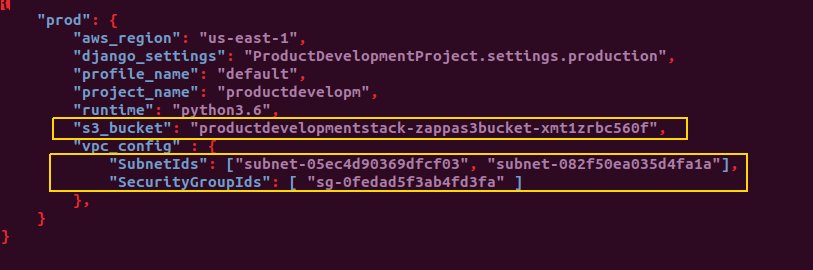 {
"prod": {
"aws_region": "us-east-1",
"django_settings": "ProductDevelopmentProject.settings.production",
"profile_name": "default",
"project_name": "productdevelopm",
"runtime": "python3.6",
"s3_bucket": "productdevelopmentstack-zappas3bucket-xmt1zrbc560f",
"vpc_config" : {
"SubnetIds": ["subnet-05ec4d90369dfcf03", "subnet-082f50ea035d4fa1a"],
"SecurityGroupIds": [ "sg-0fedad5f3ab4fd3fa" ]
},
}
}